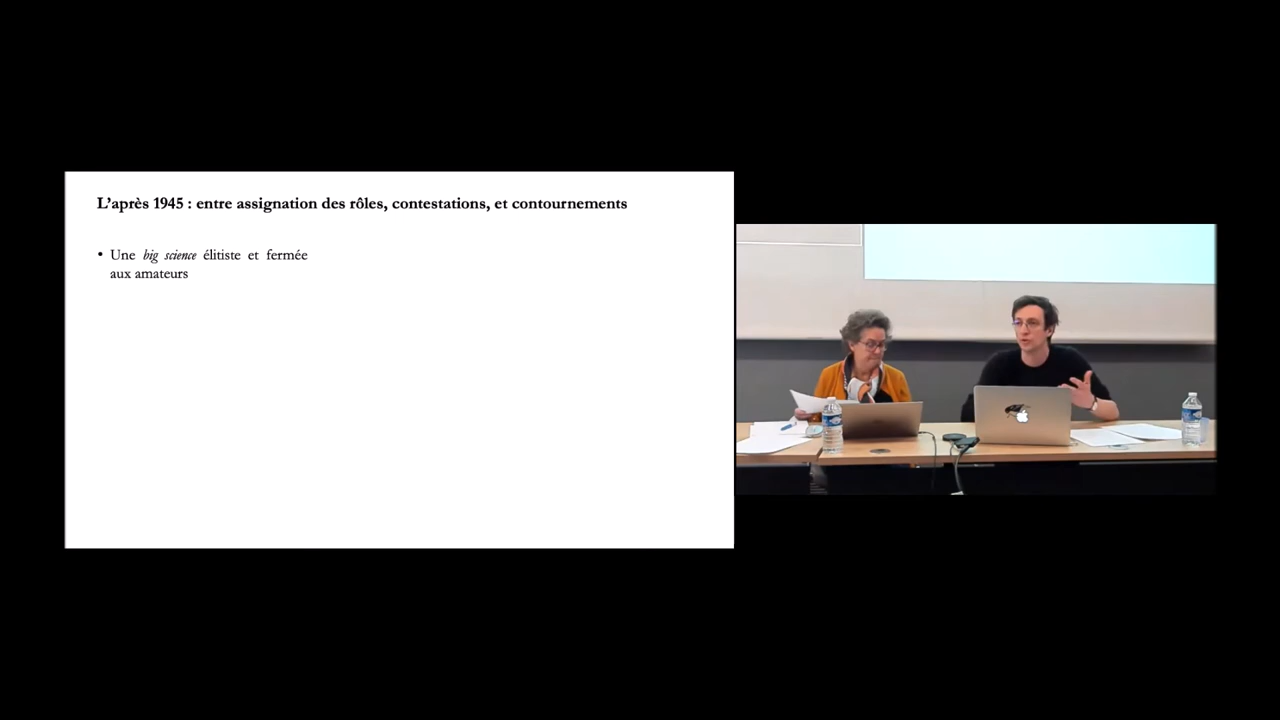 L’après 1945 : entre assignation des rôles, contestations, et contournements
• Une big science élitiste et fermée
aux amateurs